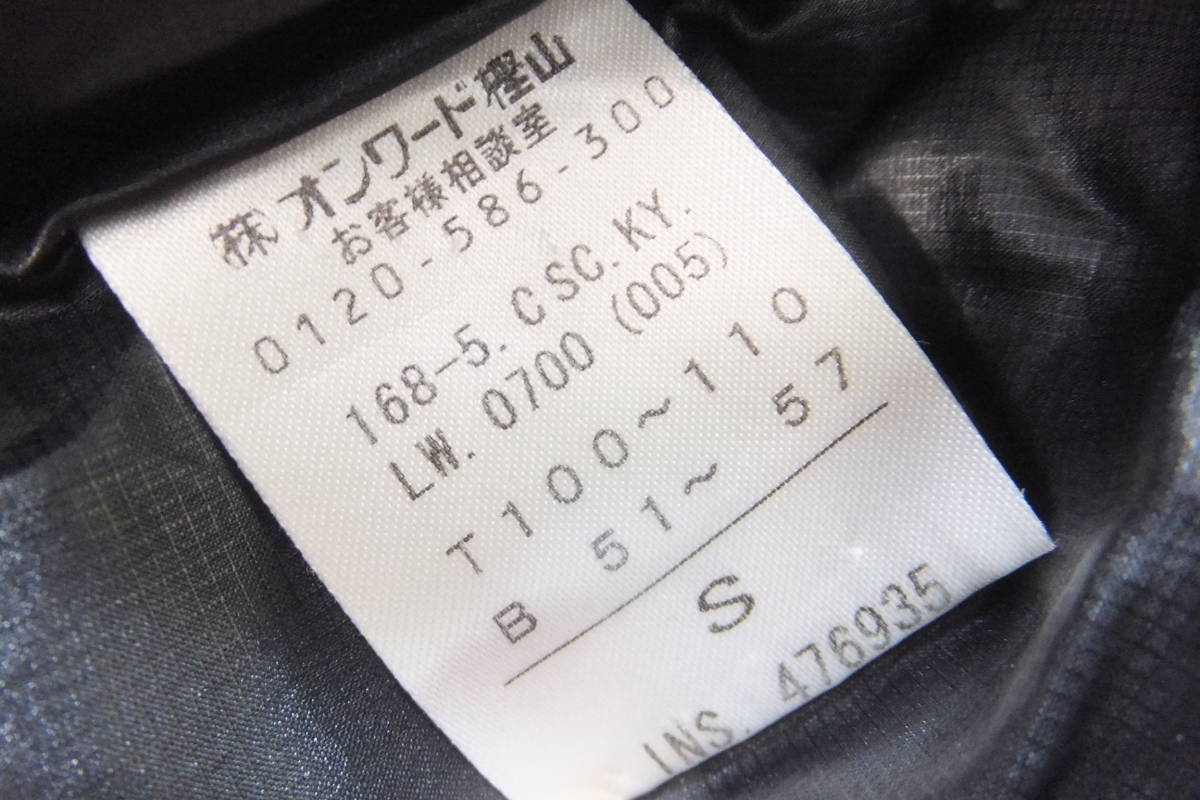 ㈱オンワード樫山
お客様相談室
0120-586-300
168-5. CSC. KY.
LW. 0700 (005)
T 100~110
B 51~57
S
INS. 476935